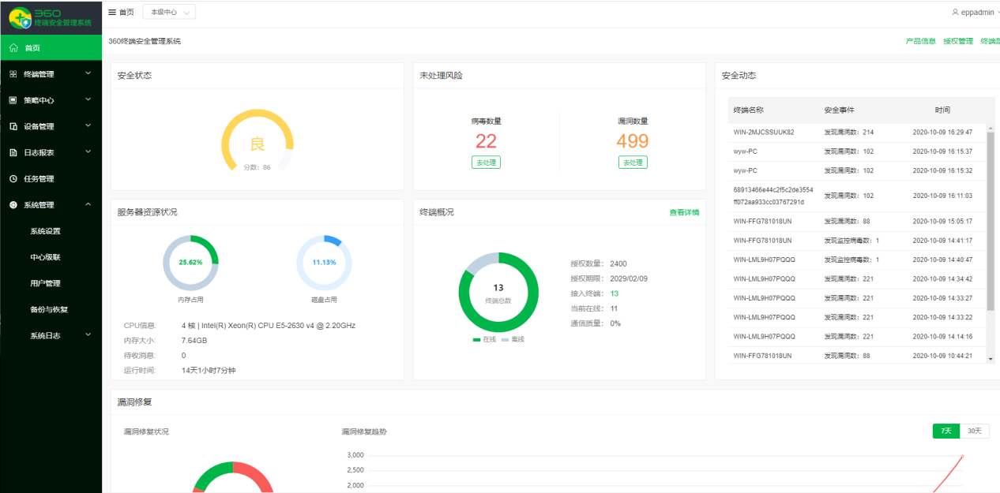 360
终端安全管理系统
首页
本级中心
eppadmin
首页
终端管理
策略中心
设备管理
日志报表
任务管理
系统管理
系统设置
中心级联
用户管理
备份与恢复
系统日志
360终端安全管理系统
产品信息 授权管理
安全状态
良
分数: 86
未处理风险
病毒数量
22
去处理
漏洞数量
499
去处理
安全动态
终端名称 安全事件 时间
WIN-2MJCSSUUK82 发现漏洞数: 214 2020-10-09 16:29:47
wyw-PC 发现漏洞数: 102 2020-10-09 16:15:37
wyw-PC 发现漏洞数: 102 2020-10-09 16:15:32
68913466e44c2f5c2de3554
ff072aa933cc03767291d 发现漏洞数: 102 2020-10-09 16:11:03
WIN-FFG781018UN 发现漏洞数: 88 2020-10-09 15:05:17
WIN-FFG781018UN 发现监控病毒数: 1 2020-10-09 14:41:17
WIN-LML9H07PQQQ 发现监控病毒数: 1 2020-10-09 14:40:47
WIN-LML9H07PQQQ 发现漏洞数: 221 2020-10-09 14:34:42
WIN-LML9H07PQQQ 发现漏洞数: 221 2020-10-09 14:33:27
WIN-LML9H07PQQQ 发现漏洞数: 221 2020-10-09 14:33:22
WIN-LML9H07PQQQ 发现漏洞数: 221 2020-10-09 14:14:16
WIN-FFG781018UN 发现漏洞数: 88 2020-10-09 10:44:21
服务器资源状况
25.62%
内存占用
11.13%
磁盘占用
CPU信息: 4 核 | Intel(R) Xeon(R) CPU E5-2630 v4 @ 2.20GHz
内存大小: 7.64GB
待收消息: 0
运行时间: 14天1小时7分钟
终端概况
查看详情
13
终端总数
在线 离线
授权数量: 2400
授权期限: 2029/02/09
接入终端: 13
当前在线: 11
通信质量: 0%
漏洞修复
漏洞修复状况
漏洞修复趋势
7天 30天
3,000
2,500
2,000